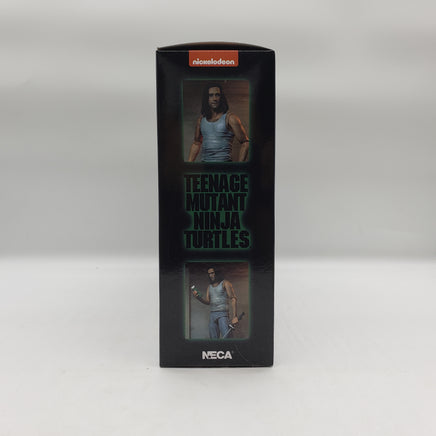 nickelodeon
TEENAGE
MUTANT
NINJA
TURTLES
NECA